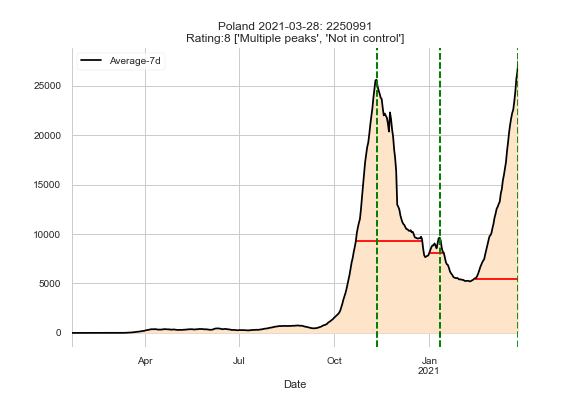 Poland 2021-03-28: 2250991
Rating:8 ['Multiple peaks', 'Not in control']
Average-7d
25000
20000
15000
10000
5000
0
Apr
Jul
Oct
Jan
2021
Date